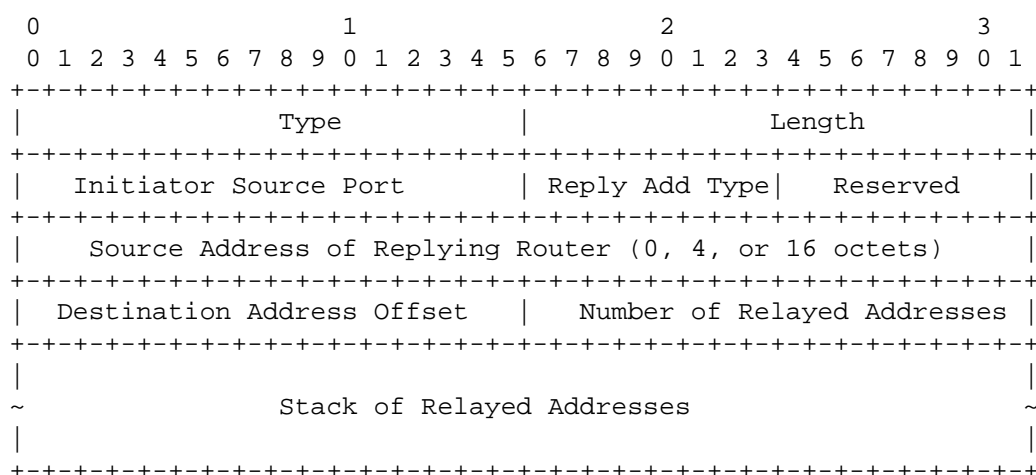 0                   1                   2                   3
 0 1 2 3 4 5 6 7 8 9 0 1 2 3 4 5 6 7 8 9 0 1 2 3 4 5 6 7 8 9 0 1
+-+-+-+-+-+-+-+-+-+-+-+-+-+-+-+-+-+-+-+-+-+-+-+-+-+-+-+-+-+-+-+-+
|                Type           |               Length          |
+-+-+-+-+-+-+-+-+-+-+-+-+-+-+-+-+-+-+-+-+-+-+-+-+-+-+-+-+-+-+-+-+
|   Initiator Source Port       | Reply Add Type|   Reserved    |
+-+-+-+-+-+-+-+-+-+-+-+-+-+-+-+-+-+-+-+-+-+-+-+-+-+-+-+-+-+-+-+-+
|    Source Address of Replying Router (0, 4, or 16 octets)     |
+-+-+-+-+-+-+-+-+-+-+-+-+-+-+-+-+-+-+-+-+-+-+-+-+-+-+-+-+-+-+-+-+
|  Destination Address Offset   |  Number of Relayed Addresses |
+-+-+-+-+-+-+-+-+-+-+-+-+-+-+-+-+-+-+-+-+-+-+-+-+-+-+-+-+-+-+-+-+
|                                                               |
~                Stack of Relayed Addresses                     ~
|                                                               |
+-+-+-+-+-+-+-+-+-+-+-+-+-+-+-+-+-+-+-+-+-+-+-+-+-+-+-+-+-+-+-+-+